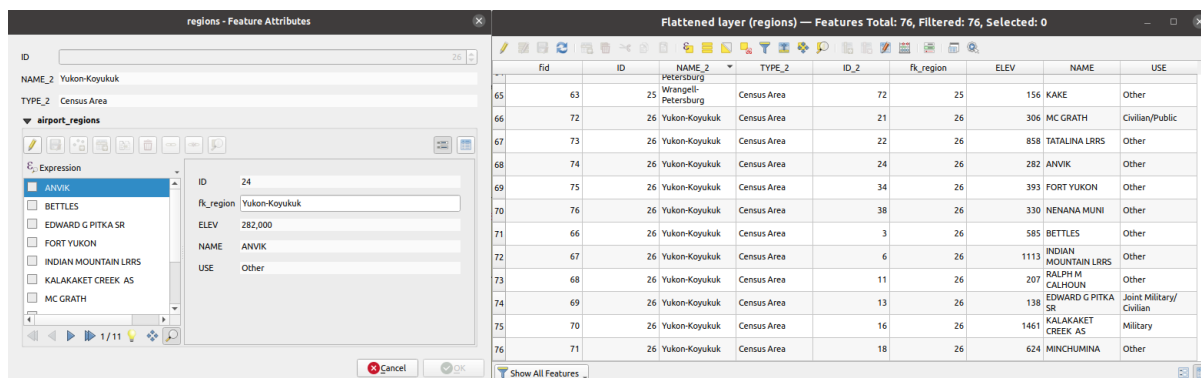 regions - Feature Attributes
ID 26
NAME_2 Yukon-Koyukuk
TYPE_2 Census Area
airport_regions
Expression
ANVIK
BETTLES
EDWARD G PITKA SR
FORT YUKON
INDIAN MOUNTAIN LRRS
KALAKAKET CREEK AS
MC GRATH
1 / 11
ID 24
fk_region Yukon-Koyukuk
ELEV 282,000
NAME ANVIK
USE Other
Cancel OK
Flattened layer (regions) — Features Total: 76, Filtered: 76, Selected: 0
fid ID NAME_2 TYPE_2 ID_2 fk_region ELEV NAME USE
Petersburg
65 63 25 Wrangell-
Petersburg Census Area 72 25 156 KAKE Other
66 72 26 Yukon-Koyukuk Census Area 21 26 306 MC GRATH Civilian/Public
67 73 26 Yukon-Koyukuk Census Area 22 26 858 TATALINA LRRS Other
68 74 26 Yukon-Koyukuk Census Area 24 26 282 ANVIK Other
69 75 26 Yukon-Koyukuk Census Area 34 26 393 FORT YUKON Other
70 76 26 Yukon-Koyukuk Census Area 38 26 330 NENANA MUNI Other
71 66 26 Yukon-Koyukuk Census Area 3 26 585 BETTLES Other
72 67 26 Yukon-Koyukuk Census Area 6 26 1113 INDIAN
MOUNTAIN LRRS Other
73 68 26 Yukon-Koyukuk Census Area 11 26 207 RALPH M
CALHOUN Other
74 69 26 Yukon-Koyukuk Census Area 13 26 138 EDWARD G PITKA
SR Joint Military/
Civilian
75 70 26 Yukon-Koyukuk Census Area 16 26 1461 KALAKAKET
CREEK AS Military
76 71 26 Yukon-Koyukuk Census Area 18 26 624 MINCHUMINA Other
Show All Features